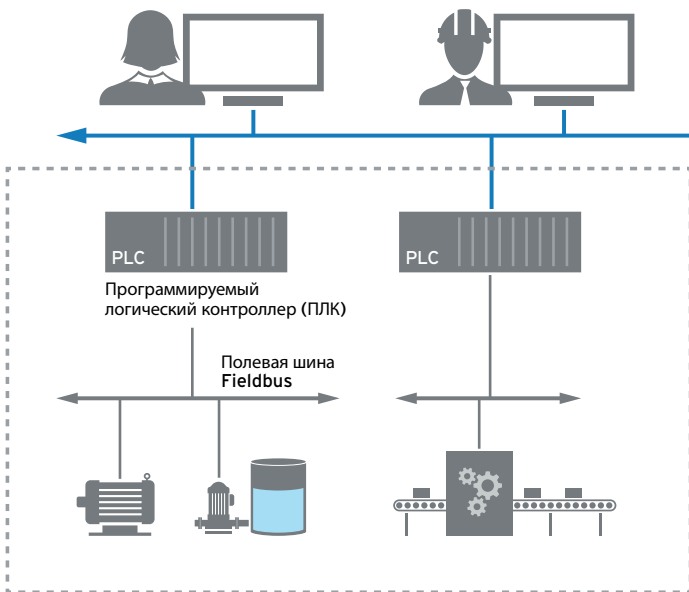 PLC
PLC
Программируемый
логический контроллер (ПЛК)
Полевая шина
Fieldbus